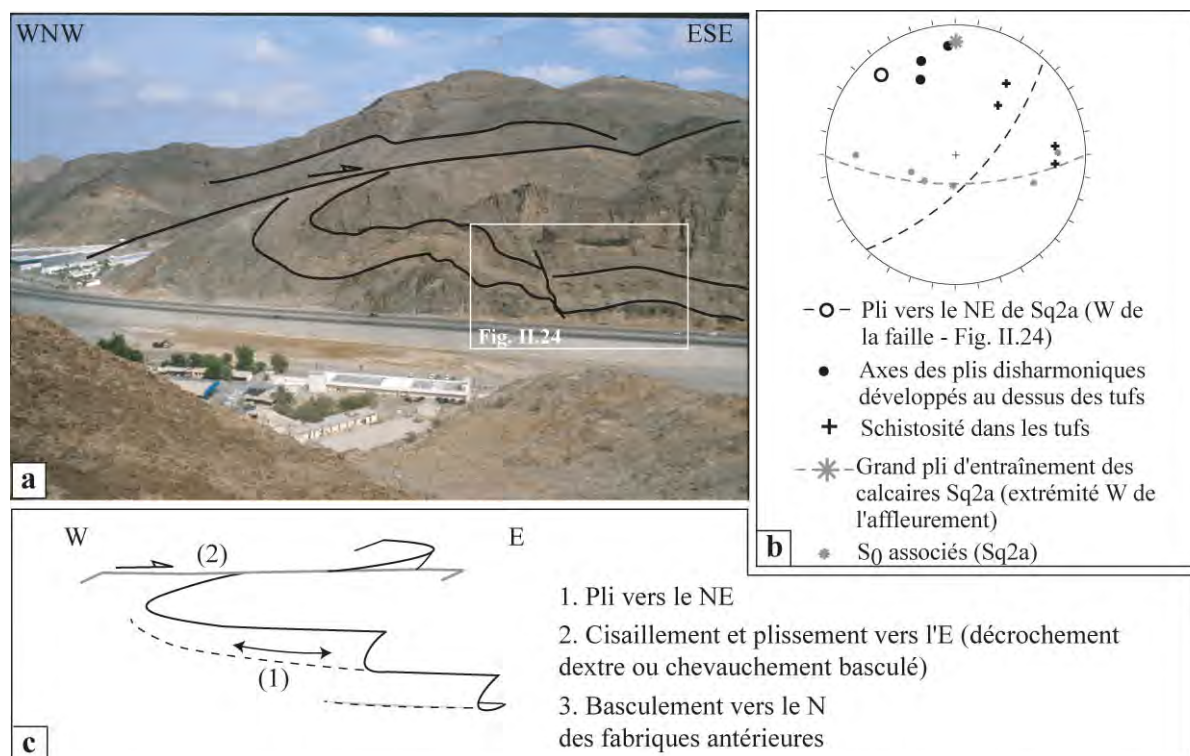 WNW
ESE
Fig. II.24
a
- O - Pli vers le NE de Sq2a (W de
la faille - Fig. II.24)
Axes des plis disharmoniques
développés au dessus des tufs
+ Schistosité dans les tufs
Grand pli d'entraînement des
calcaires Sq2a (extrémité W de
l'affleurement)
S0 associés (Sq2a)
b
W
E
(2)
(1)
1. Pli vers le NE
2. Cisaillement et plissement vers l'E (décrochement
dextre ou chevauchement basculé)
3. Basculement vers le N
des fabriques antérieures
c